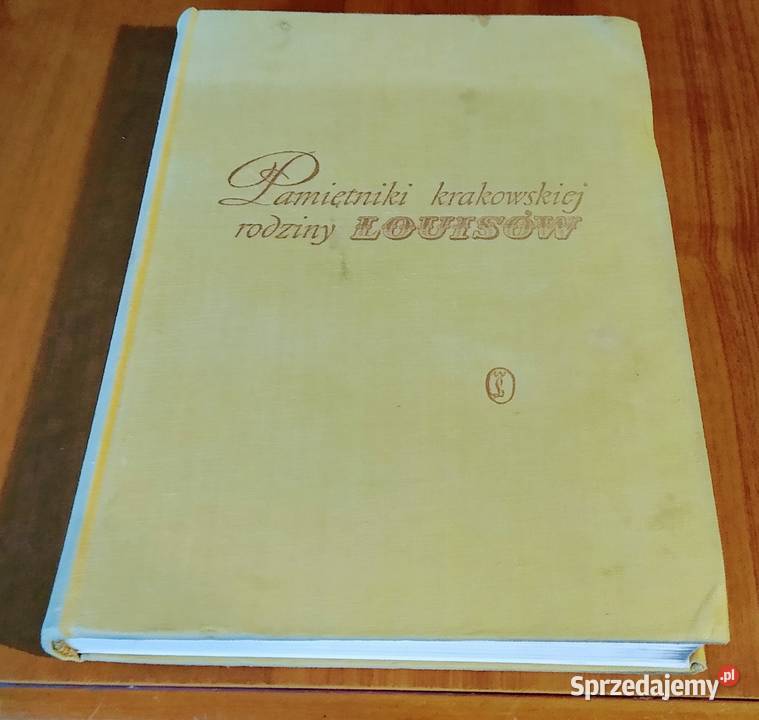 Pamiętniki krakowskiej
rodziny LOUISÓW
Sprzedajemy.pl